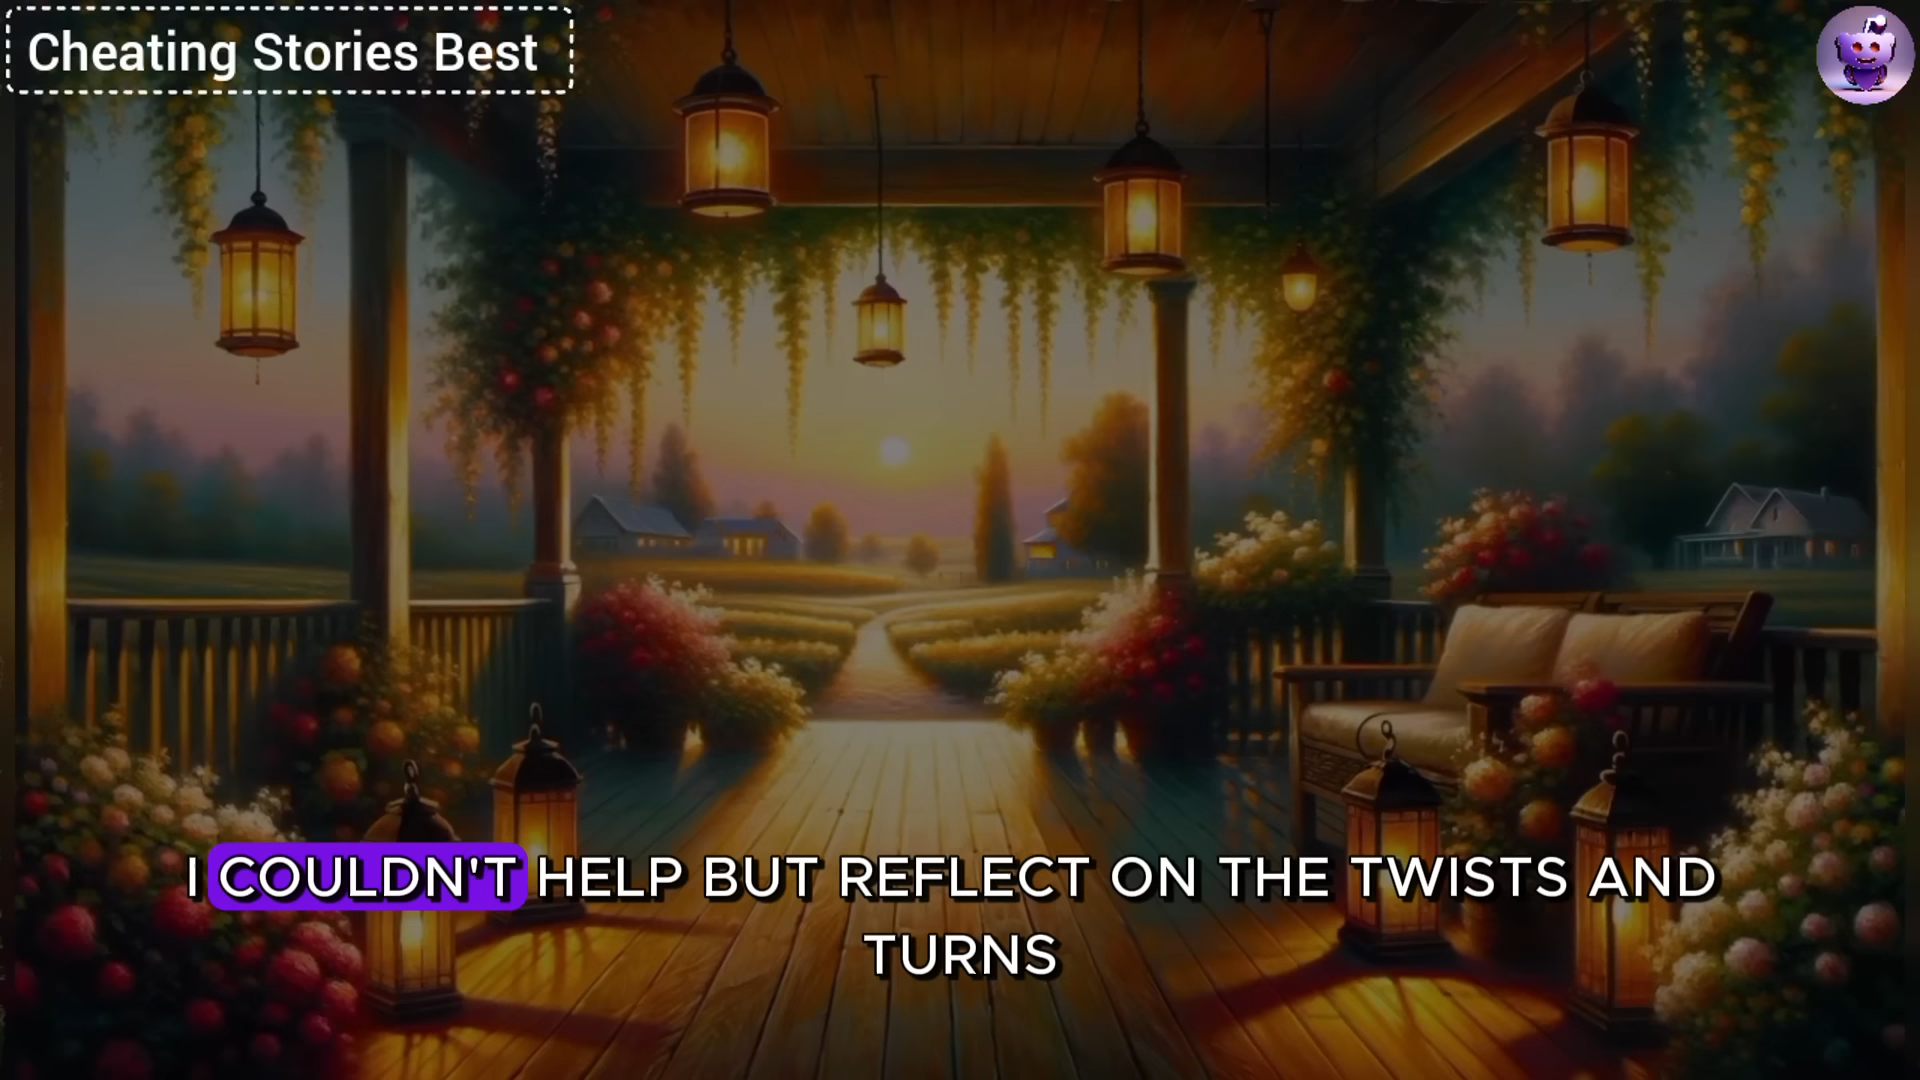 Cheating Stories Best
I COULDN'T HELP BUT REFLECT ON THE TWISTS AND
TURNS